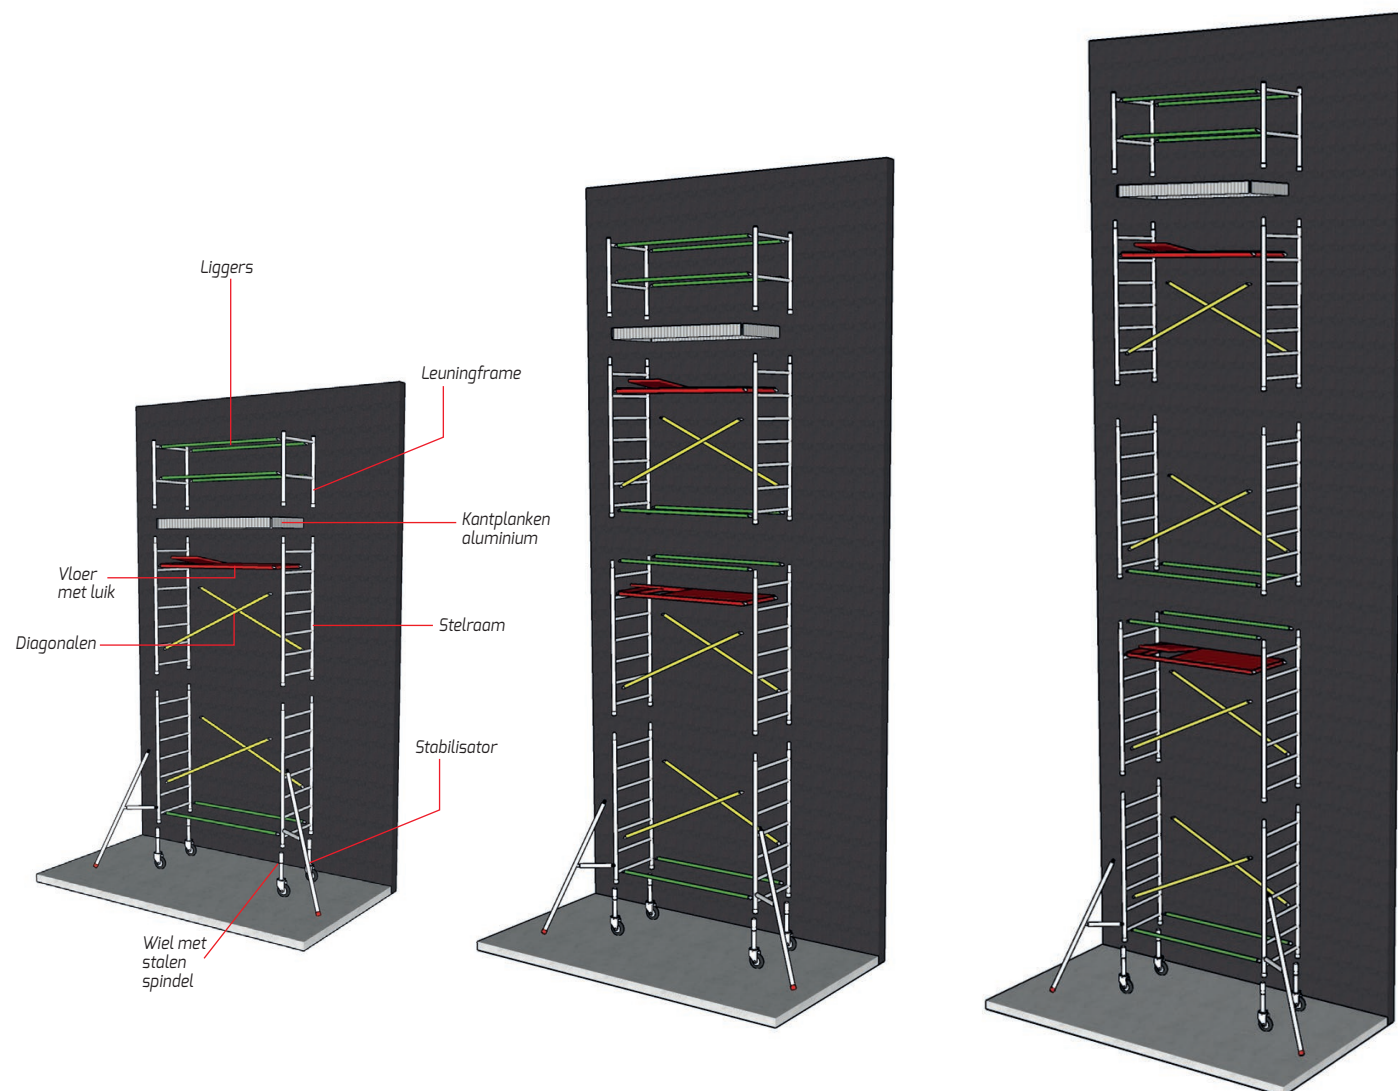 Liggers
Leuningframe
Kantplanken
aluminium
Vloer
met luik
Stelraam
Diagonalen
Stabilisator
Wiel met
stalen
spindel